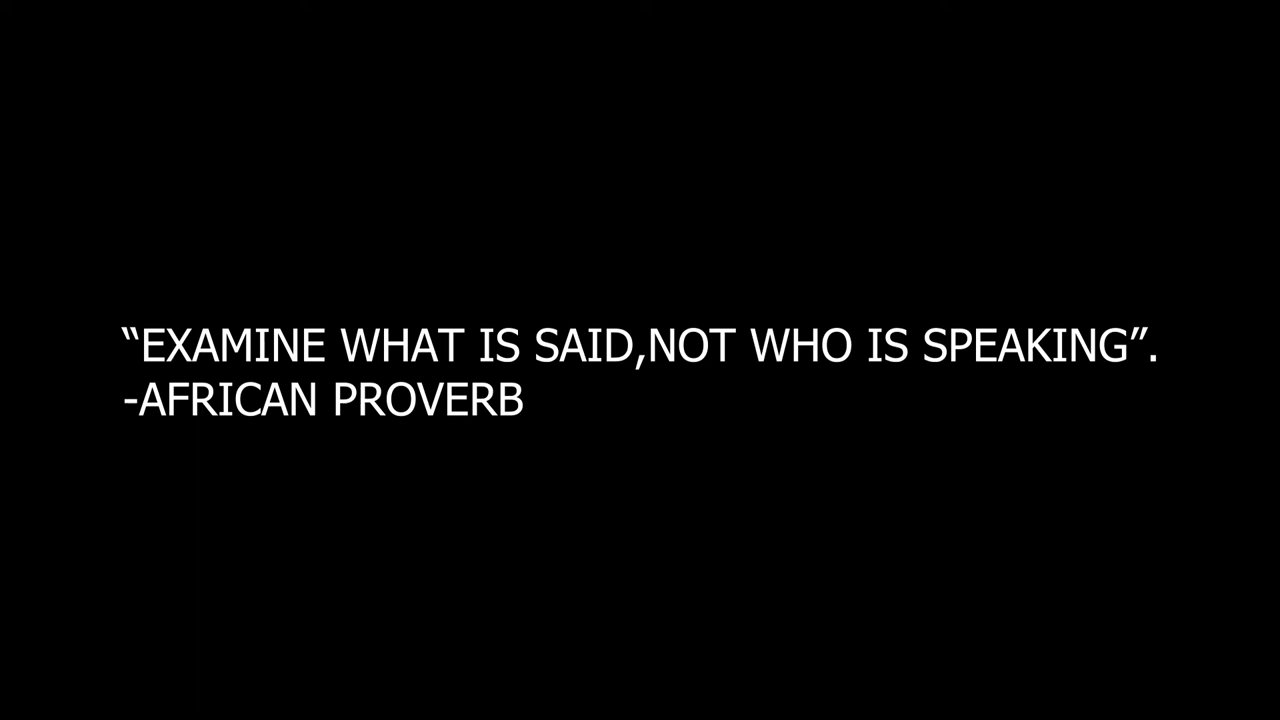 “EXAMINE WHAT IS SAID,NOT WHO IS SPEAKING”.
-AFRICAN PROVERB